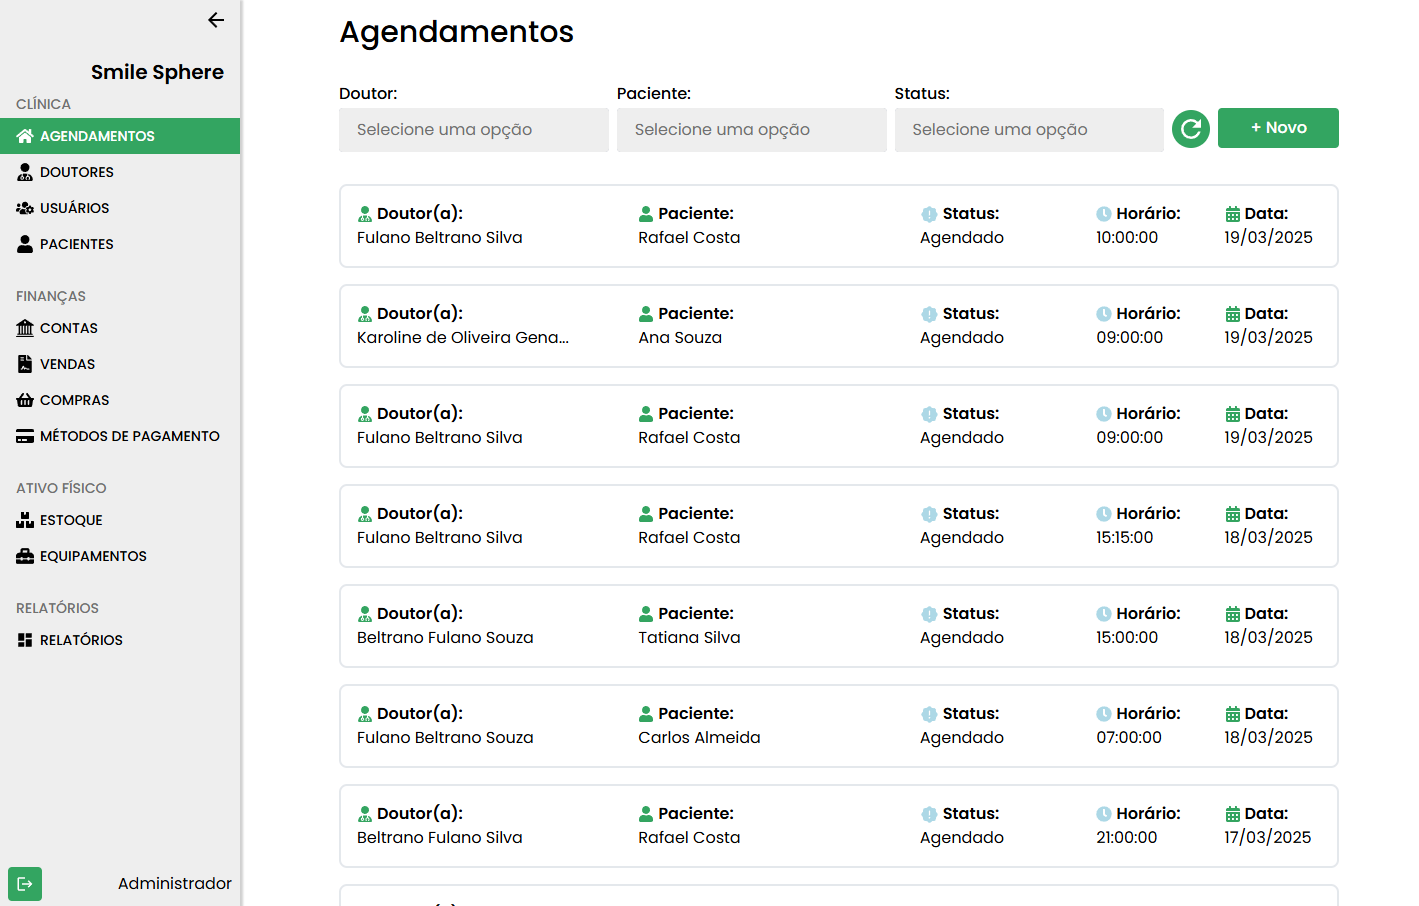 Smile Sphere
CLÍNICA
AGENDAMENTOS
DOUTORES
USUÁRIOS
PACIENTES
FINANÇAS
CONTAS
VENDAS
COMPRAS
MÉTODOS DE PAGAMENTO
ATIVO FÍSICO
ESTOQUE
EQUIPAMENTOS
RELATÓRIOS
RELATÓRIOS
Administrador
Agendamentos
Doutor: Paciente: Status:
Selecione uma opção Selecione uma opção Selecione uma opção + Novo
Doutor(a): Paciente: Status: Horário: Data:
Fulano Beltrano Silva Rafael Costa Agendado 10:00:00 19/03/2025
Doutor(a): Paciente: Status: Horário: Data:
Karoline de Oliveira Gena... Ana Souza Agendado 09:00:00 19/03/2025
Doutor(a): Paciente: Status: Horário: Data:
Fulano Beltrano Silva Rafael Costa Agendado 09:00:00 19/03/2025
Doutor(a): Paciente: Status: Horário: Data:
Fulano Beltrano Silva Rafael Costa Agendado 15:15:00 18/03/2025
Doutor(a): Paciente: Status: Horário: Data:
Beltrano Fulano Souza Tatiana Silva Agendado 15:00:00 18/03/2025
Doutor(a): Paciente: Status: Horário: Data:
Fulano Beltrano Souza Carlos Almeida Agendado 07:00:00 18/03/2025
Doutor(a): Paciente: Status: Horário: Data:
Beltrano Fulano Silva Rafael Costa Agendado 21:00:00 17/03/2025